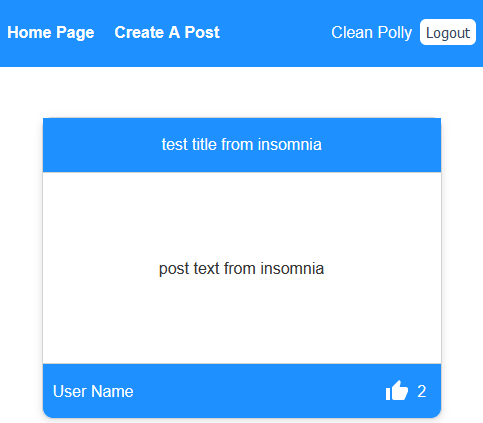 Home Page Create A Post Clean Polly Logout
test title from insomnia
post text from insomnia
User Name 2